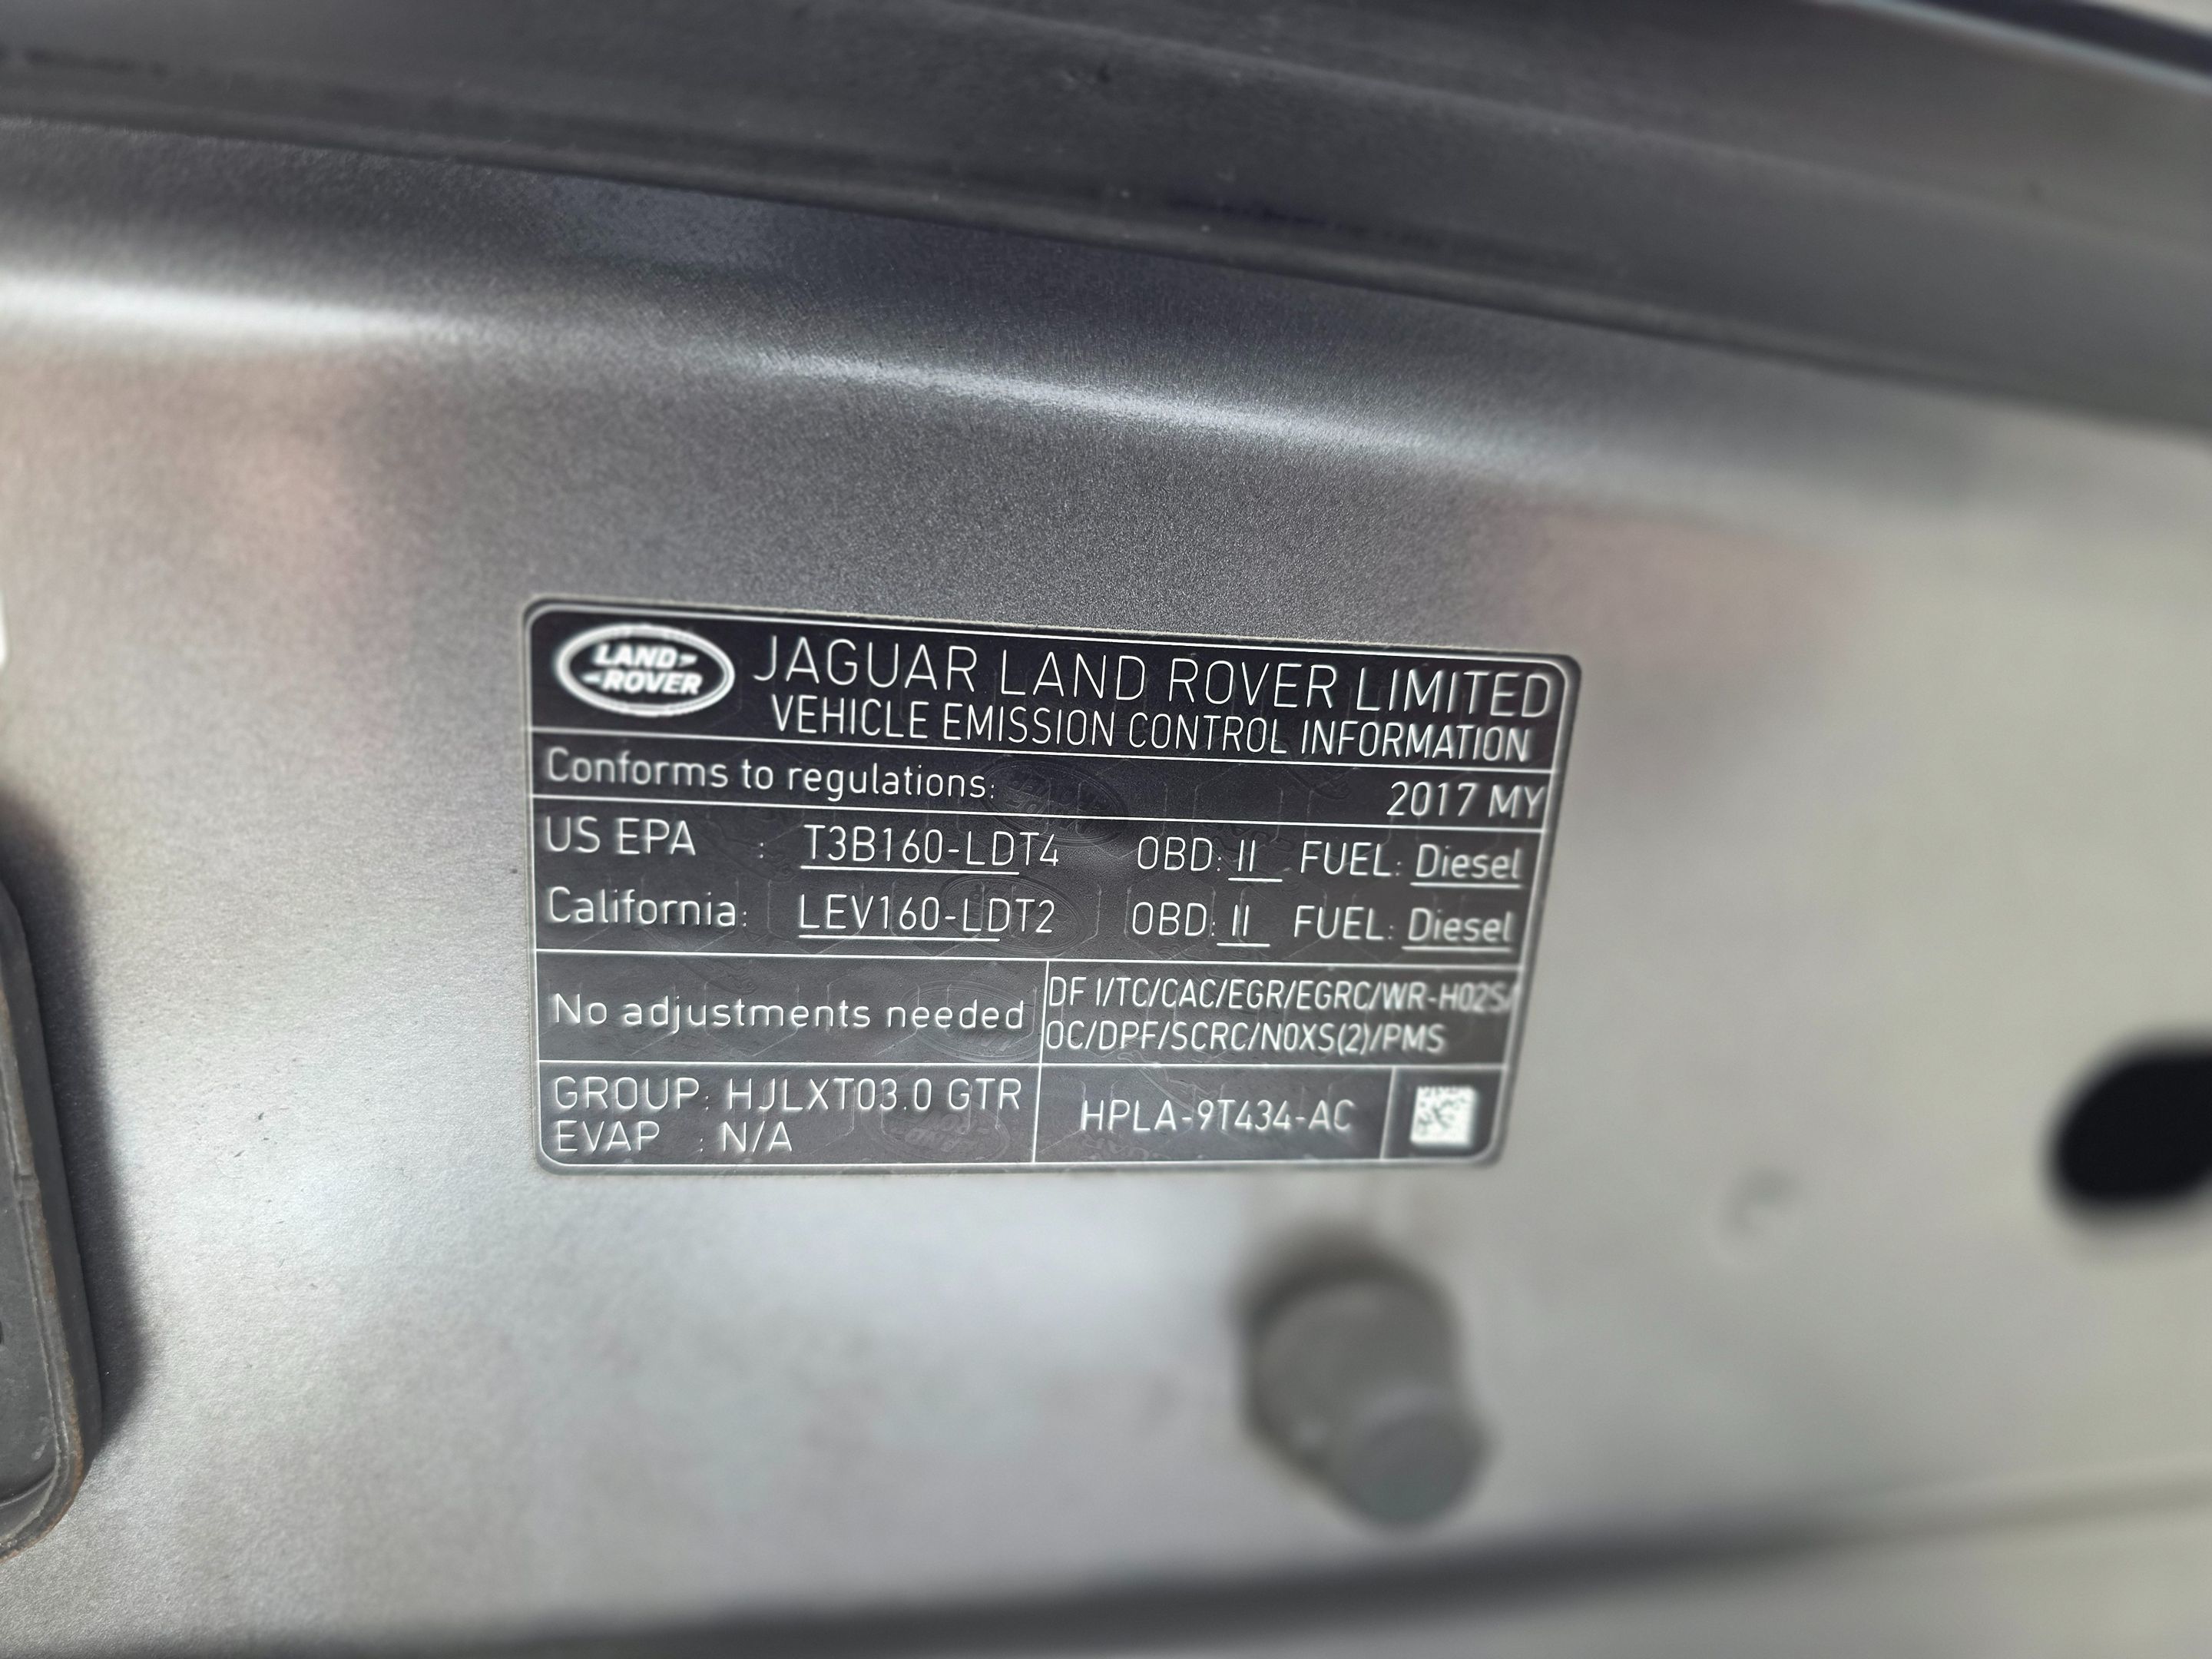 LAND
ROVER
JAGUAR LAND ROVER LIMITED
VEHICLE EMISSION CONTROL INFORMATION
Conforms to regulations: 2017 MY
US EPA : T3B160-LDT4 OBD: II FUEL: Diesel
California: LEV160-LDT2 OBD: II FUEL: Diesel
No adjustments needed
DF I/TC/CAC/EGR/EGRC/WR-HO2S/
OC/DPF/SCRC/NOXS(2)/PMS
GROUP: HJLXT03.0 GTR
EVAP : N/A
HPLA-9T434-AC